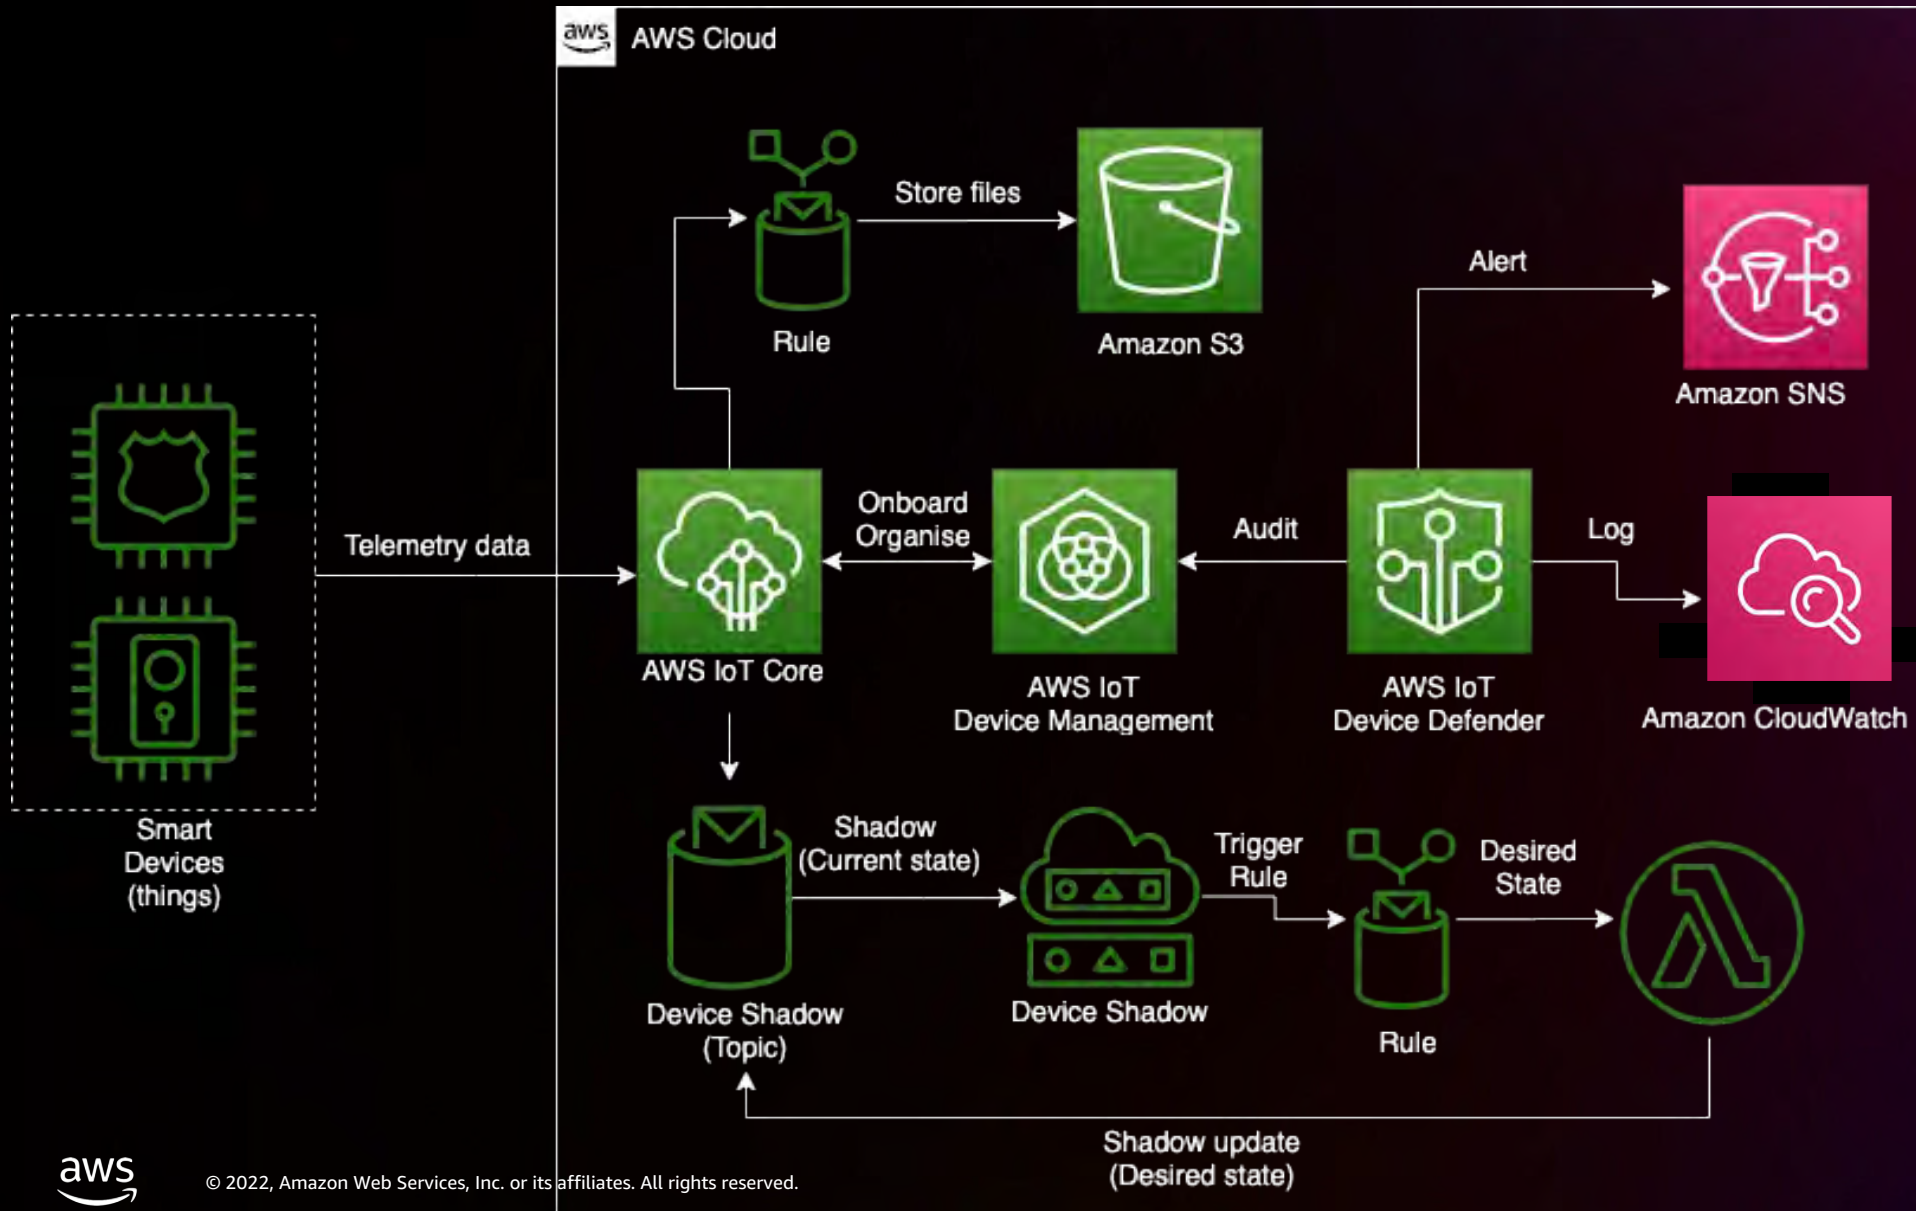 aws
AWS Cloud
Store files
Rule
Amazon S3
Alert
Amazon SNS
Telemetry data
Onboard
Organise
Audit
Log
AWS IoT Core
AWS IoT
Device Management
AWS IoT
Device Defender
Amazon CloudWatch
Smart
Devices
(things)
Shadow
(Current state)
Trigger
Rule
Desired
State
Device Shadow
(Topic)
Device Shadow
Rule
Shadow update
(Desired state)
aws
© 2022, Amazon Web Services, Inc. or its affiliates. All rights reserved.